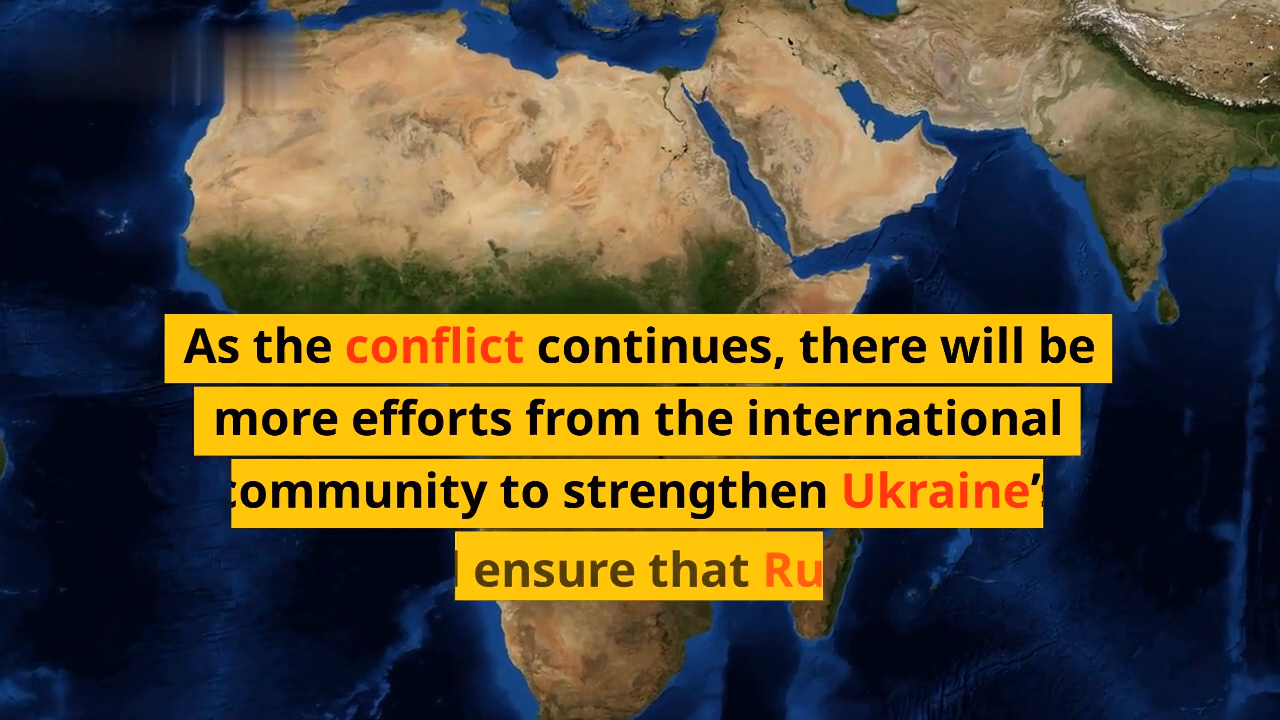 As the conflict continues, there will be
more efforts from the international
community to strengthen Ukraine's
ensure that Ru